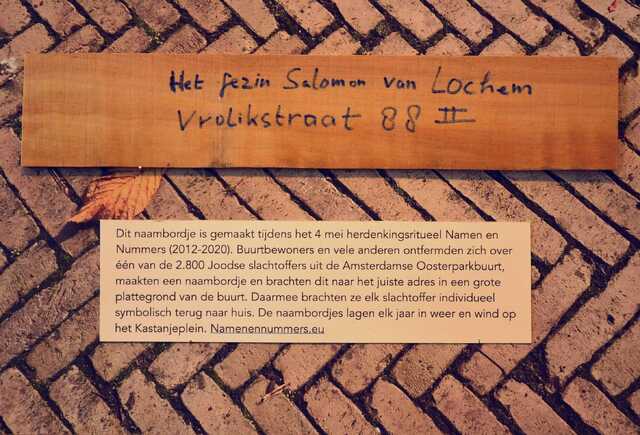 Het gezin Salomon van Lochem
Vrolikstraat 88 II
Dit naambordje is gemaakt tijdens het 4 mei herdenkingsritueel Namen en
Nummers (2012-2020). Buurtbewoners en vele anderen ontfermden zich over
één van de 2.800 Joodse slachtoffers uit de Amsterdamse Oosterparkbuurt,
maakten een naambordje en brachten dit naar het juiste adres in een grote
plattegrond van de buurt. Daarmee brachten ze elk slachtoffer individueel
symbolisch terug naar huis. De naambordjes lagen elk jaar in weer en wind op
het Kastanjeplein. Namenennummers.eu